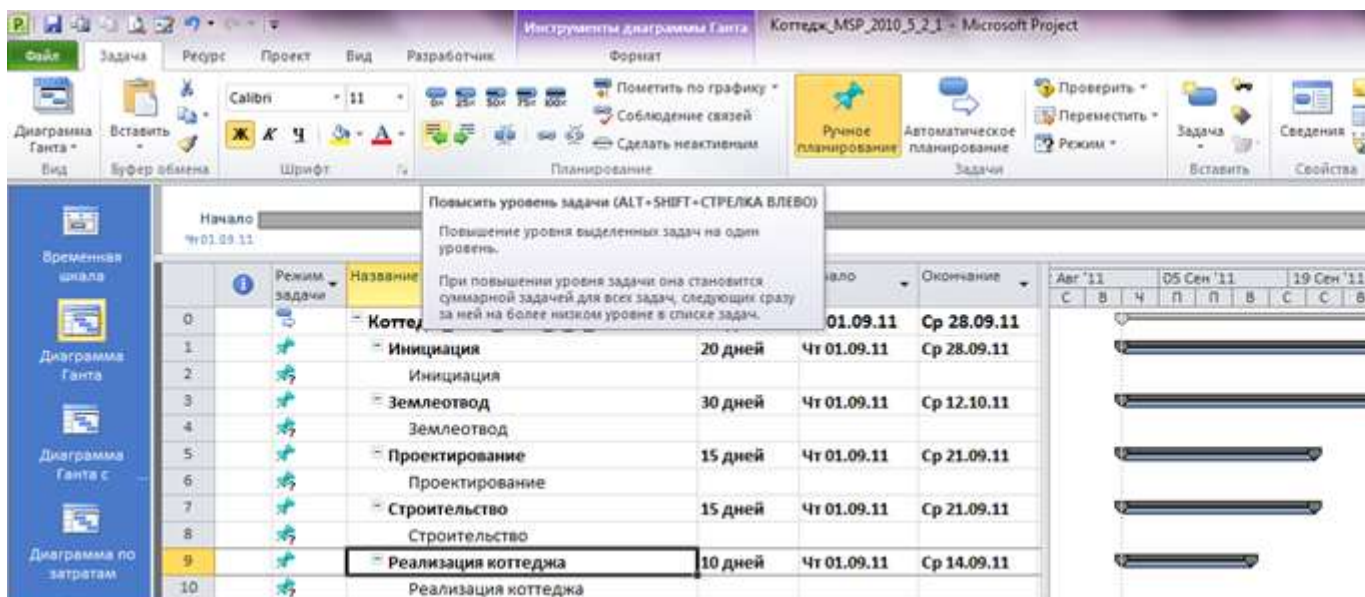 Инструменты диаграммы Ганта
Коттедж_MSP_2010_5_2_1 - Microsoft Project
Файл Задача Ресурс Проект Вид Разработчик Формат
Calibri 11
Пометить по графику
Соблюдение связей
Сделать неактивным
Проверить
Переместить
Режим
Диаграмма Ганта
Вставить
Ж К Ч
0× 25× 50× 75× 100×
Ручное планирование
Автоматическое планирование
Задача
Сведения
Вид Буфер обмена Шрифт Планирование Задачи Вставить Свойства
Повысить уровень задачи (ALT+SHIFT+СТРЕЛКА ВЛЕВО)
Повышение уровня выделенных задач на один
уровень.
При повышении уровня задачи она становится
суммарной задачей для всех задач, следующих сразу
за ней на более низком уровне в списке задач.
Начало
Чт 01.09.11
Временная
шкала
Диаграмма
Ганта
Диаграмма
Ганта с ...
Диаграмма по
затратам
Режим задачи Название Окончание Авг '11 05 Сен '11 19 Сен '11
С В Ч П П В С С В
0 01.09.11 Ср 28.09.11
1 Инициация 20 дней Чт 01.09.11 Ср 28.09.11
2 Инициация
3 Землеотвод 30 дней Чт 01.09.11 Ср 12.10.11
4 Землеотвод
5 Проектирование 15 дней Чт 01.09.11 Ср 21.09.11
6 Проектирование
7 Строительство 15 дней Чт 01.09.11 Ср 21.09.11
8 Строительство
9 Реализация коттеджа 10 дней Чт 01.09.11 Ср 14.09.11
10 Реализация коттеджа